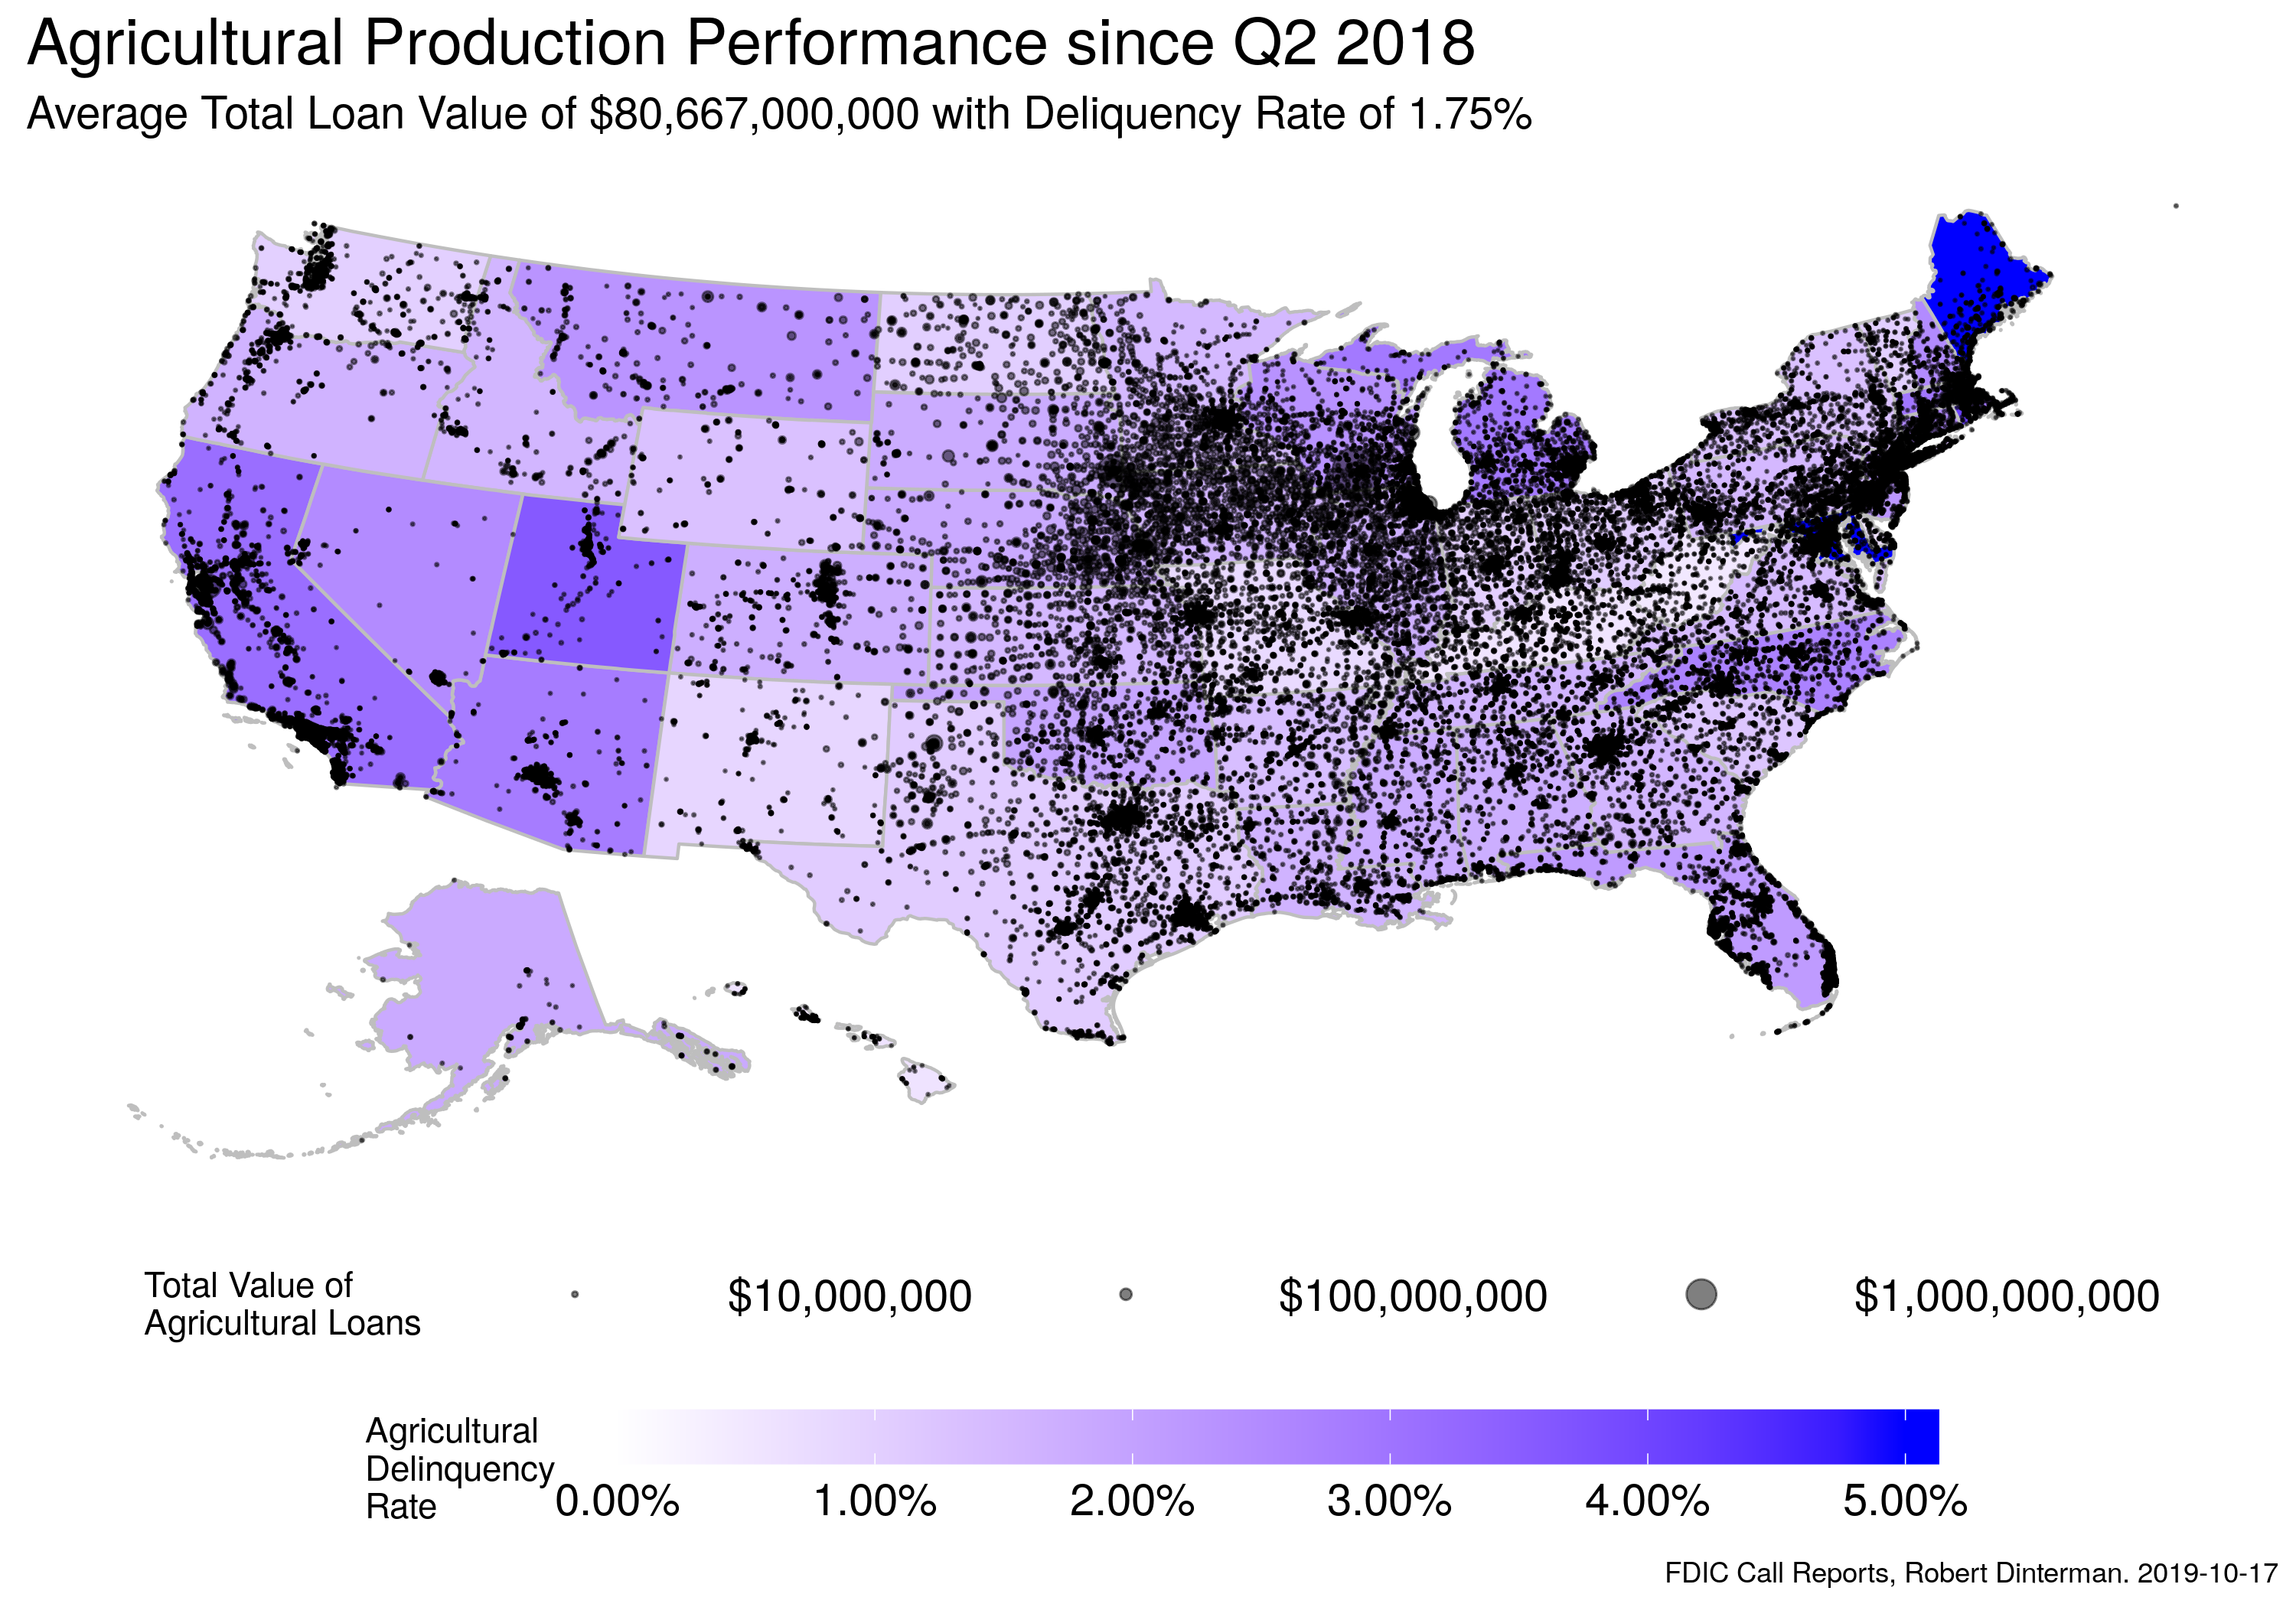 Agricultural Production Performance since Q2 2018
Average Total Loan Value of $80,667,000,000 with Deliquency Rate of 1.75%
Total Value of
Agricultural Loans
$10,000,000
$100,000,000
$1,000,000,000
Agricultural
Delinquency
Rate
0.00%
1.00%
2.00%
3.00%
4.00%
5.00%
FDIC Call Reports, Robert Dinterman. 2019-10-17